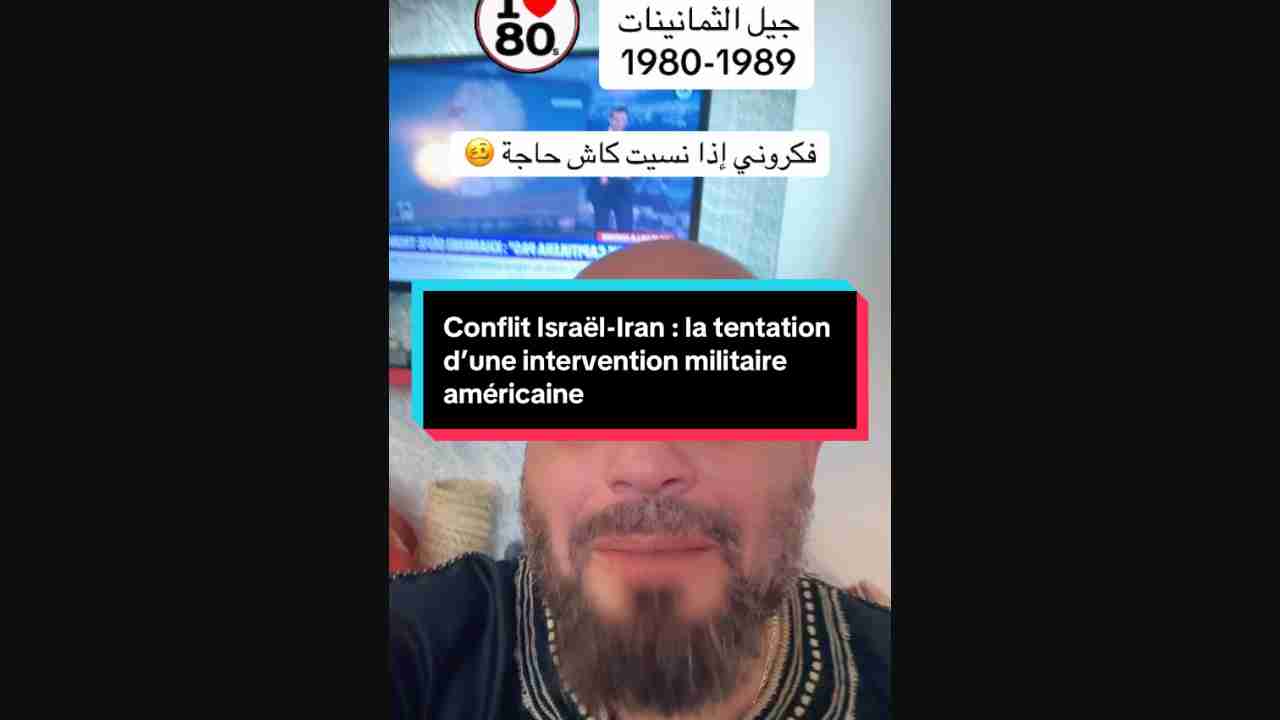 I ❤️
80s
جيل الثمانينات
1980-1989
فكروني إذا نسيت كاش حاجة 🥴
Conflit Israël-Iran : la tentation
d’une intervention militaire
américaine